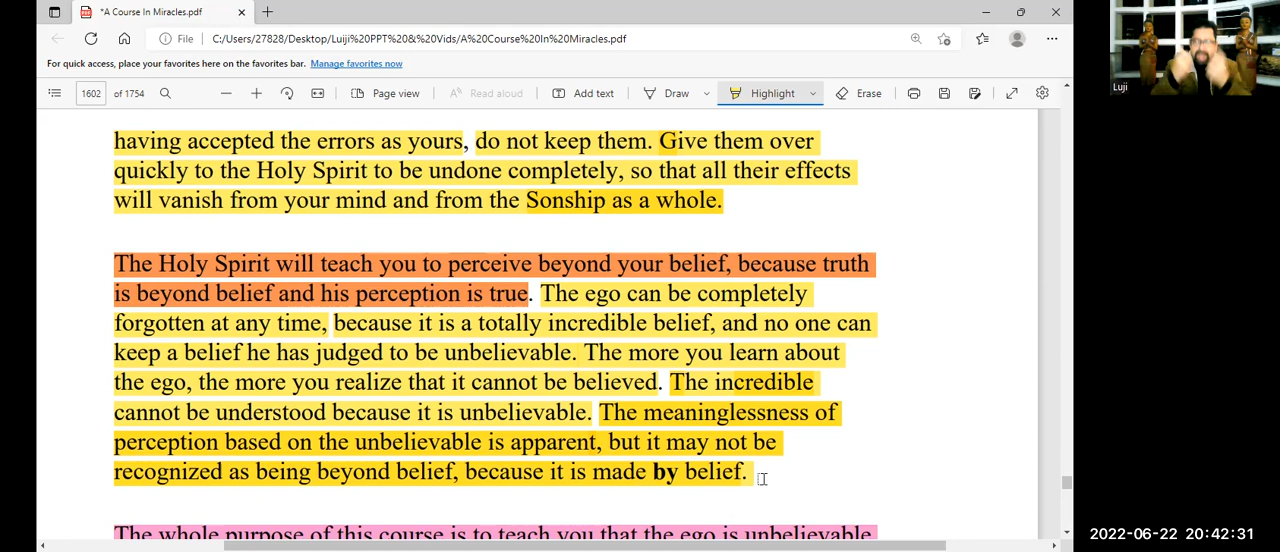 *A Course In Miracles.pdf
File C:/Users/27828/Desktop/Luiji%20PPT%20&%20Vids/A%20Course%20In%20Miracles.pdf
For quick access, place your favorites here on the favorites bar. Manage favorites now
1602 of 1754 Page view Read aloud Add text Draw Highlight Erase
having accepted the errors as yours, do not keep them. Give them over
quickly to the Holy Spirit to be undone completely, so that all their effects
will vanish from your mind and from the Sonship as a whole.
The Holy Spirit will teach you to perceive beyond your belief, because truth
is beyond belief and his perception is true. The ego can be completely
forgotten at any time, because it is a totally incredible belief, and no one can
keep a belief he has judged to be unbelievable. The more you learn about
the ego, the more you realize that it cannot be believed. The incredible
cannot be understood because it is unbelievable. The meaninglessness of
perception based on the unbelievable is apparent, but it may not be
recognized as being beyond belief, because it is made by belief.
The whole purpose of this course is to teach you that the ego is unbelievable
Luji
2022-06-22 20:42:31